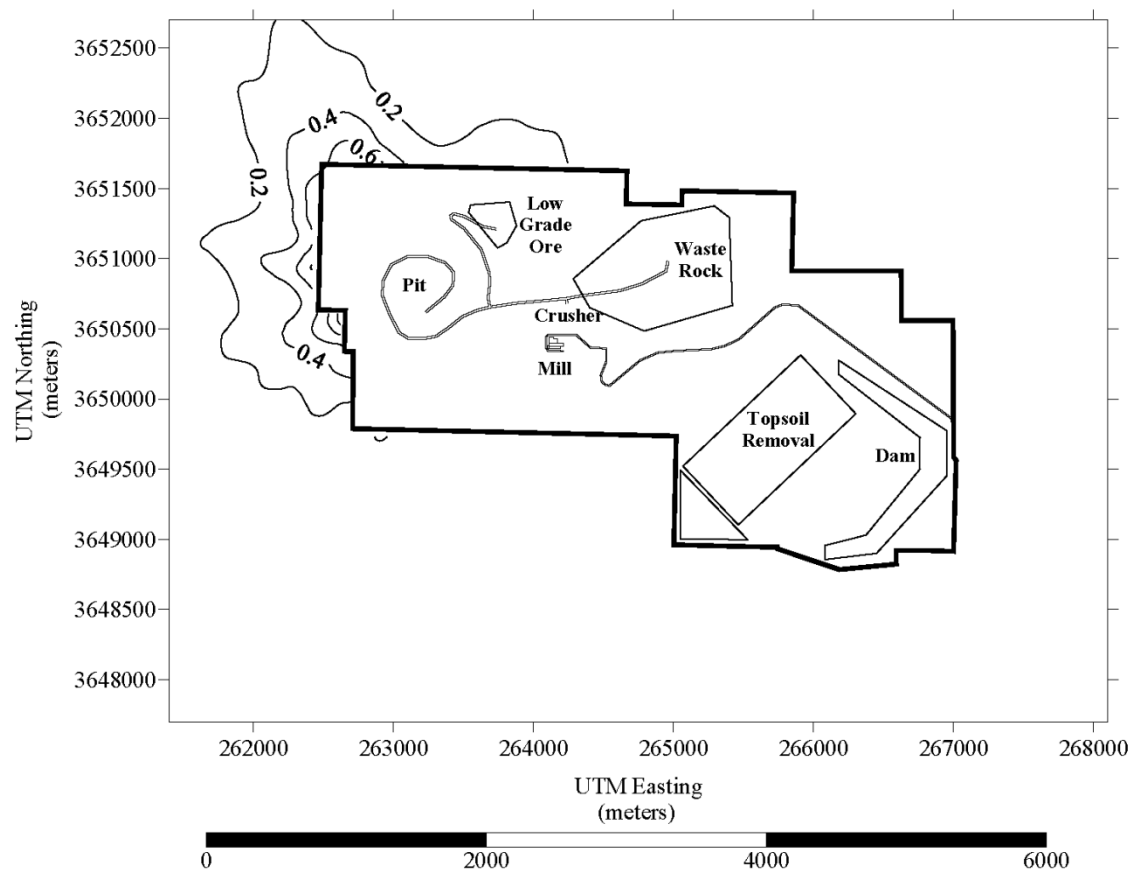 3652500
3652000
3651500
3651000
3650500
3650000
3649500
3649000
3648500
3648000
UTM Northing
(meters)
0.2
0.4
0.6
0.2
0.4
Low
Grade
Ore
Waste
Rock
Pit
Crusher
Mill
Topsoil
Removal
Dam
262000 263000 264000 265000 266000 267000 268000
UTM Easting
(meters)
0 2000 4000 6000